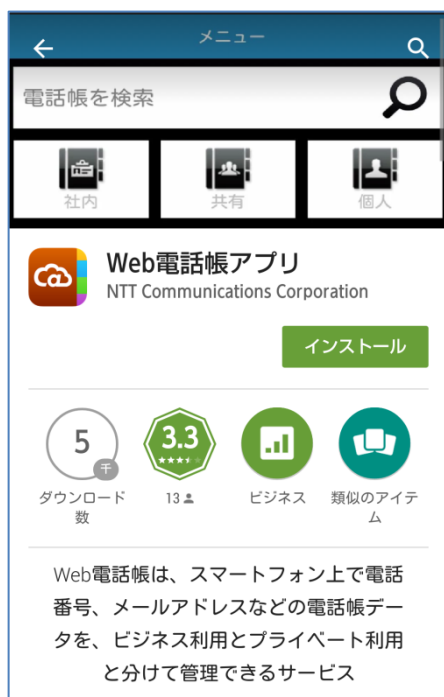 メニュー
電話帳を検索
社内
共有
個人
Web電話帳アプリ
NTT Communications Corporation
インストール
5
千
3.3
ダウンロード
数
13
ビジネス
類似のアイテ
ム
Web電話帳は、スマートフォン上で電話
番号、メールアドレスなどの電話帳デー
タを、ビジネス利用とプライベート利用
と分けて管理できるサービス